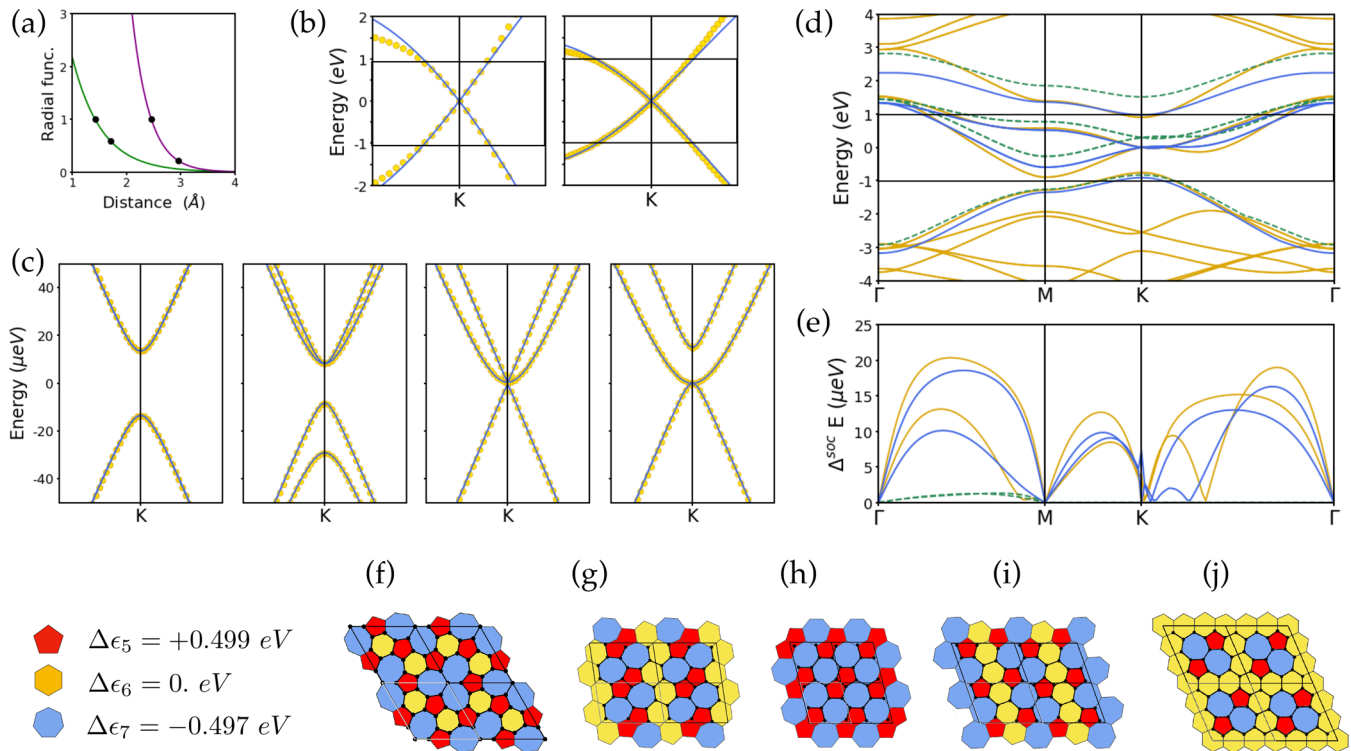 (a)
Radial func.
3
2
1
0
1
2
3
4
Distance (Å)
(b)
Energy (eV)
2
1
0
-1
-2
K
K
(c)
Energy (μeV)
40
20
0
-20
-40
K
K
K
K
(d)
Energy (eV)
4
3
2
1
0
-1
-2
-3
-4
Γ
M
K
Γ
(e)
Δ^soc E (μeV)
25
20
15
10
5
0
Γ
M
K
Γ
(f)
(g)
(h)
(i)
(j)
Δϵ₅ = +0.499 eV
Δϵ₆ = 0. eV
Δϵ₇ = −0.497 eV